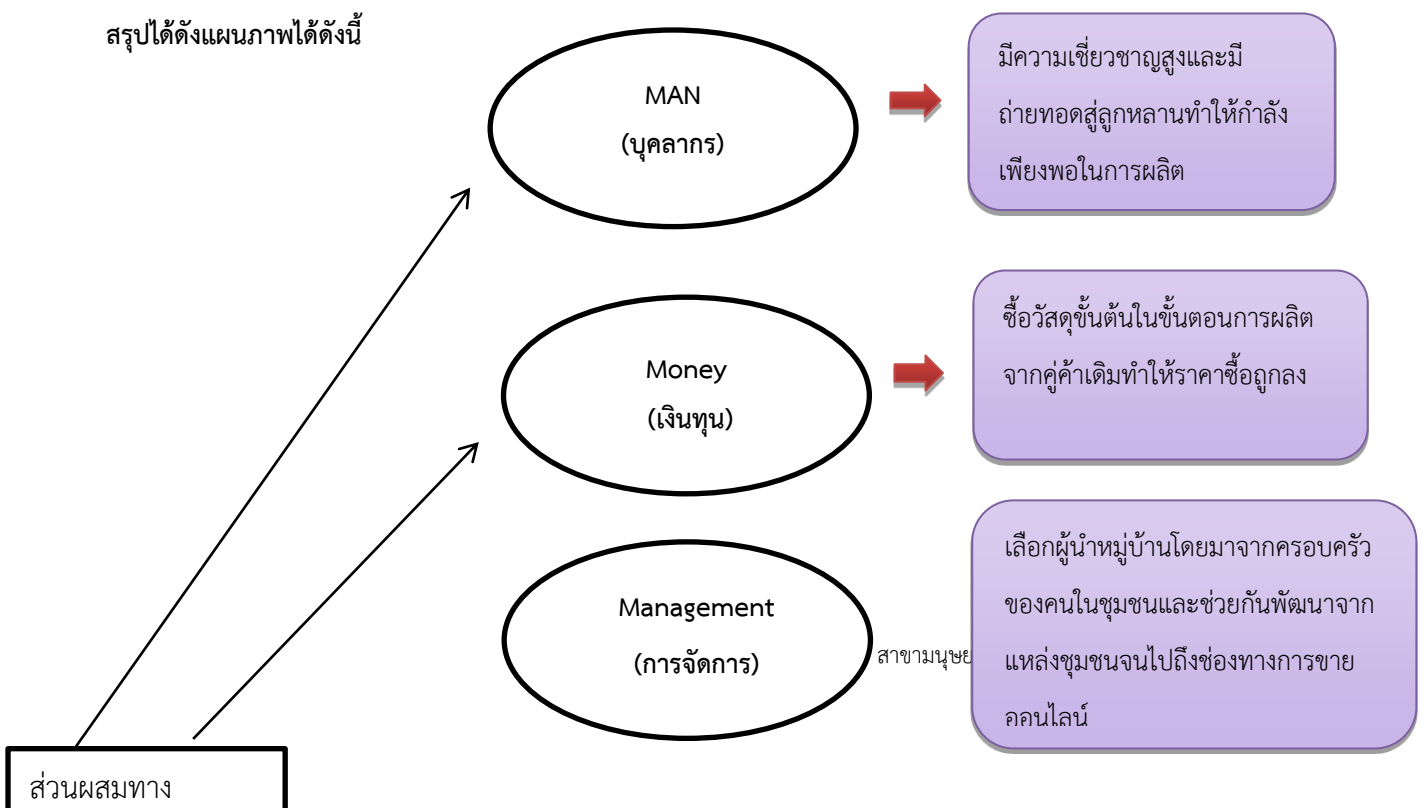 สรุปได้ดังแผนภาพได้ดังนี้
MAN
(บุคลากร)
มีความเชี่ยวชาญสูงและมี
ถ่ายทอดสู่ลูกหลานทำให้กำลัง
เพียงพอในการผลิต
Money
(เงินทุน)
ซื้อวัสดุขั้นต้นในขั้นตอนการผลิต
จากคู่ค้าเดิมทำให้ราคาซื้อถูกลง
Management
(การจัดการ)
สาขามนุษย
เลือกผู้นำหมู่บ้านโดยมาจากครอบครัว
ของคนในชุมชนและช่วยกันพัฒนาจาก
แหล่งชุมชนจนไปถึงช่องทางการขาย
ออนไลน์
ส่วนผสมทาง